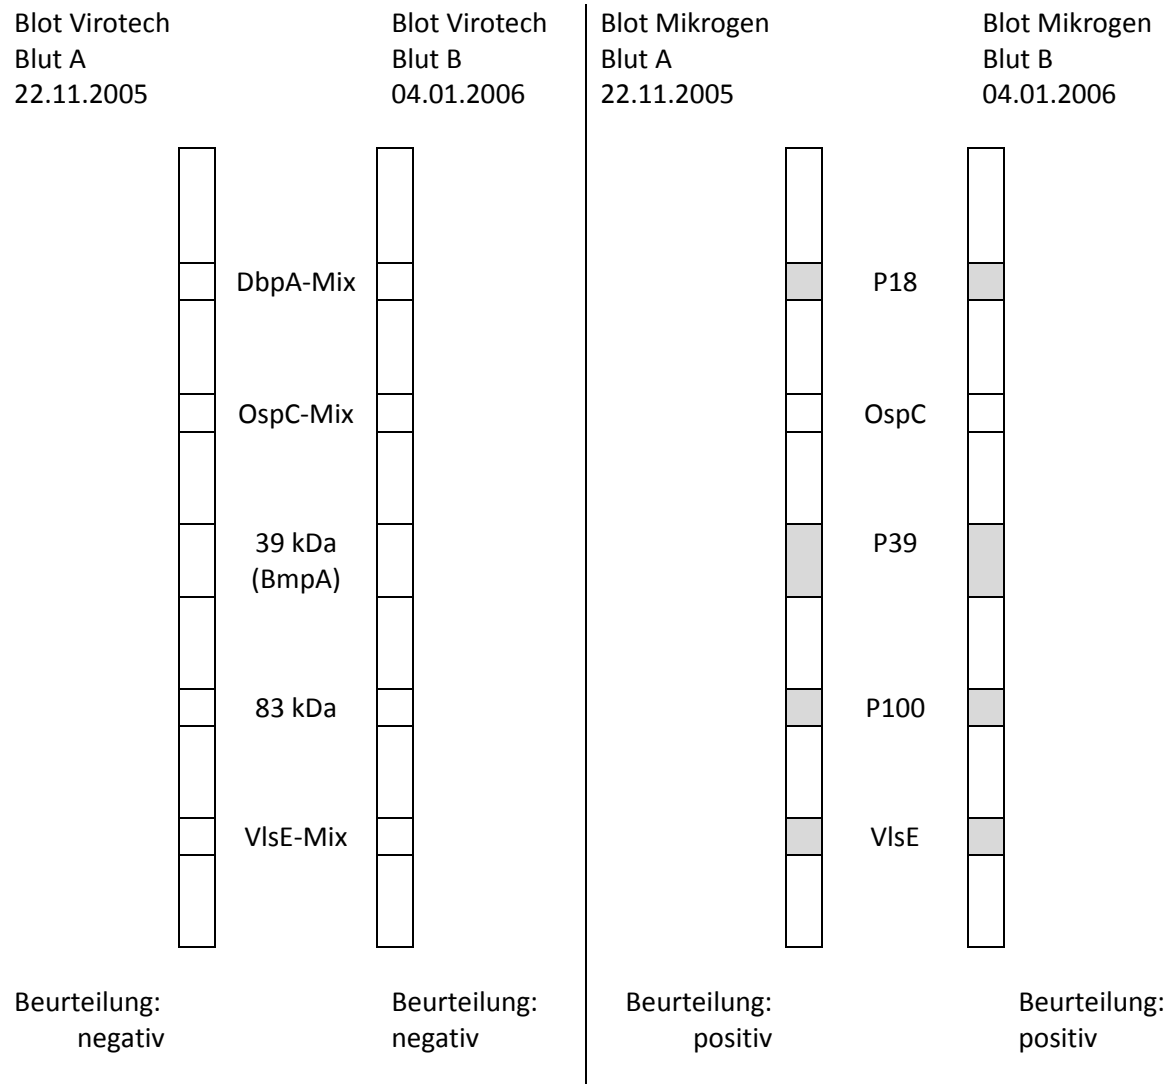 Blot Virotech
Blut A
22.11.2005
Blot Virotech
Blut B
04.01.2006
Blot Mikrogen
Blut A
22.11.2005
Blot Mikrogen
Blut B
04.01.2006
DbpA-Mix
OspC-Mix
39 kDa
(BmpA)
83 kDa
VlsE-Mix
P18
OspC
P39
P100
VlsE
Beurteilung:
negativ
Beurteilung:
negativ
Beurteilung:
positiv
Beurteilung:
positiv